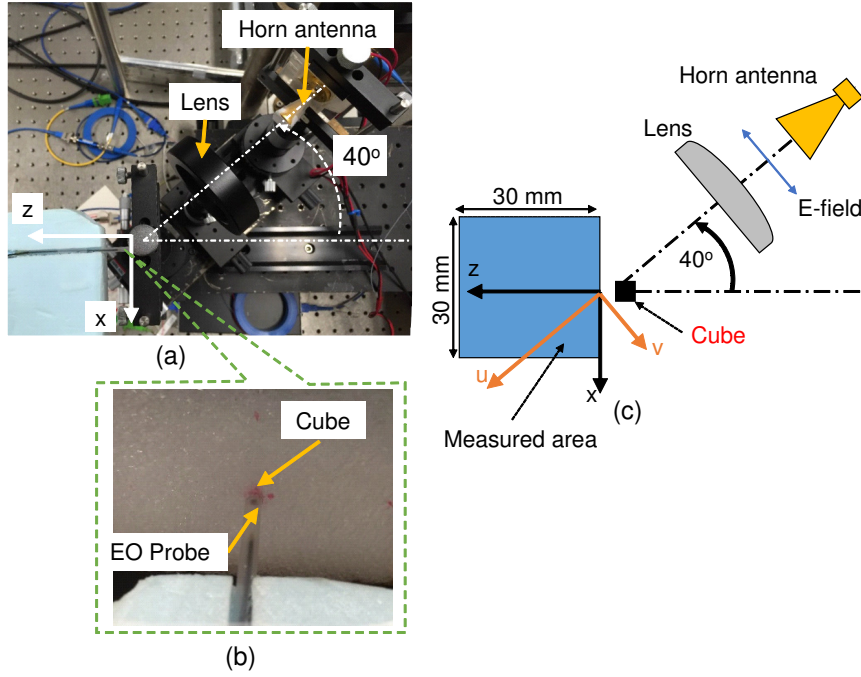 Horn antenna
Lens
40°
z
x
(a)
Cube
EO Probe
(b)
Horn antenna
Lens
E-field
30 mm
30 mm
40°
z
Cube
u
v
x
Measured area
(c)